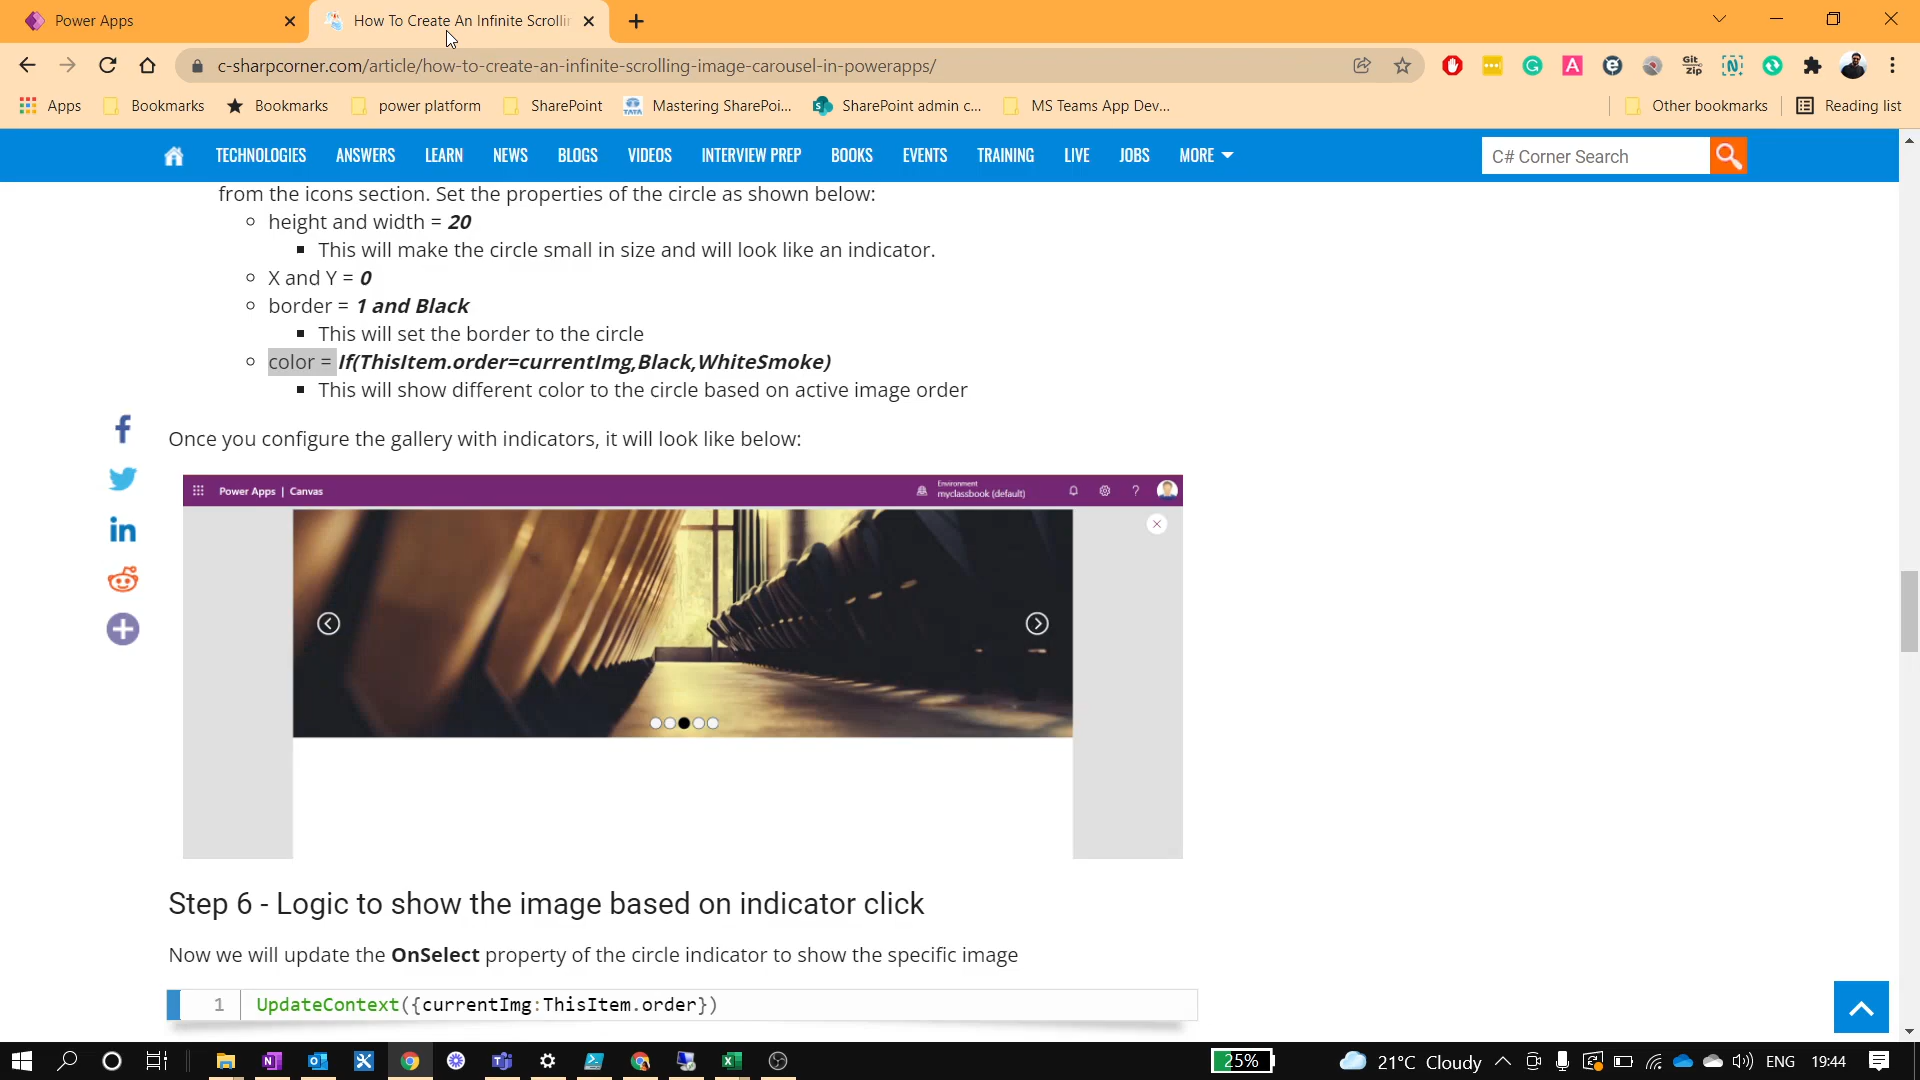 Power Apps
How To Create An Infinite Scrollin
c-sharpcorner.com/article/how-to-create-an-infinite-scrolling-image-carousel-in-powerapps/
Apps Bookmarks Bookmarks power platform SharePoint Mastering SharePoi... SharePoint admin c... MS Teams App Dev... Other bookmarks Reading list
TECHNOLOGIES ANSWERS LEARN NEWS BLOGS VIDEOS INTERVIEW PREP BOOKS EVENTS TRAINING LIVE JOBS MORE C# Corner Search
from the icons section. Set the properties of the circle as shown below:
height and width = 20
This will make the circle small in size and will look like an indicator.
X and Y = 0
border = 1 and Black
This will set the border to the circle
color = If(ThisItem.order=currentImg,Black,WhiteSmoke)
This will show different color to the circle based on active image order
Once you configure the gallery with indicators, it will look like below:
Power Apps | Canvas
Environment
myclassbook (default)
?
Step 6 - Logic to show the image based on indicator click
Now we will update the OnSelect property of the circle indicator to show the specific image
1 UpdateContext({currentImg:ThisItem.order})
25% 21°C Cloudy ENG 19:44